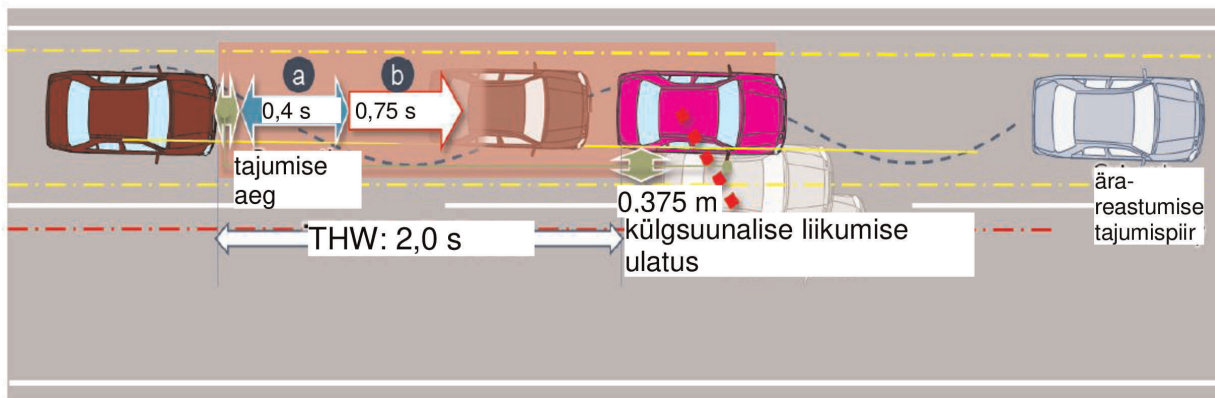 a
b
0,4 s
0,75 s
tajumise
aeg
0,375 m
külgsuunalise liikumise
ulatus
THW: 2,0 s
ära-
reastumise
tajumispiir